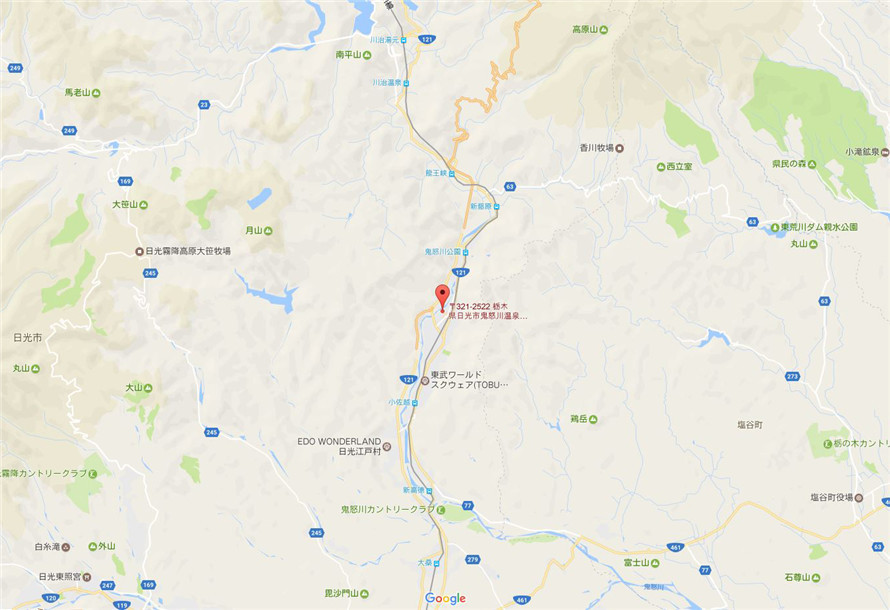 121
川治湯元
高原山
南平山
249
川治温泉
馬老山
23
249
香川牧場
小滝鉱泉
県民の森
西立室
龍王峡
169
63
大笹山
新藤原
63
東荒川ダム親水公園
月山
丸山
日光霧降高原大笹牧場
鬼怒川公園
245
121
63
〒321-2522 栃木
県日光市鬼怒川温泉...
日光市
丸山
東武ワールド
スクウェア(TOBU...
121
273
大山
小佐越
鶏岳
塩谷町
245
EDO WONDERLAND
日光江戸村
栃の木カントリー
霧降カントリークラブ
新高徳
塩谷町役場
77
鬼怒川カントリークラブ
245
461
63
白糸滝
外山
大桑
279
富士山
77
石尊山
日光東照宮
247
169
毘沙門山
鬼怒川
120
119
Google
461